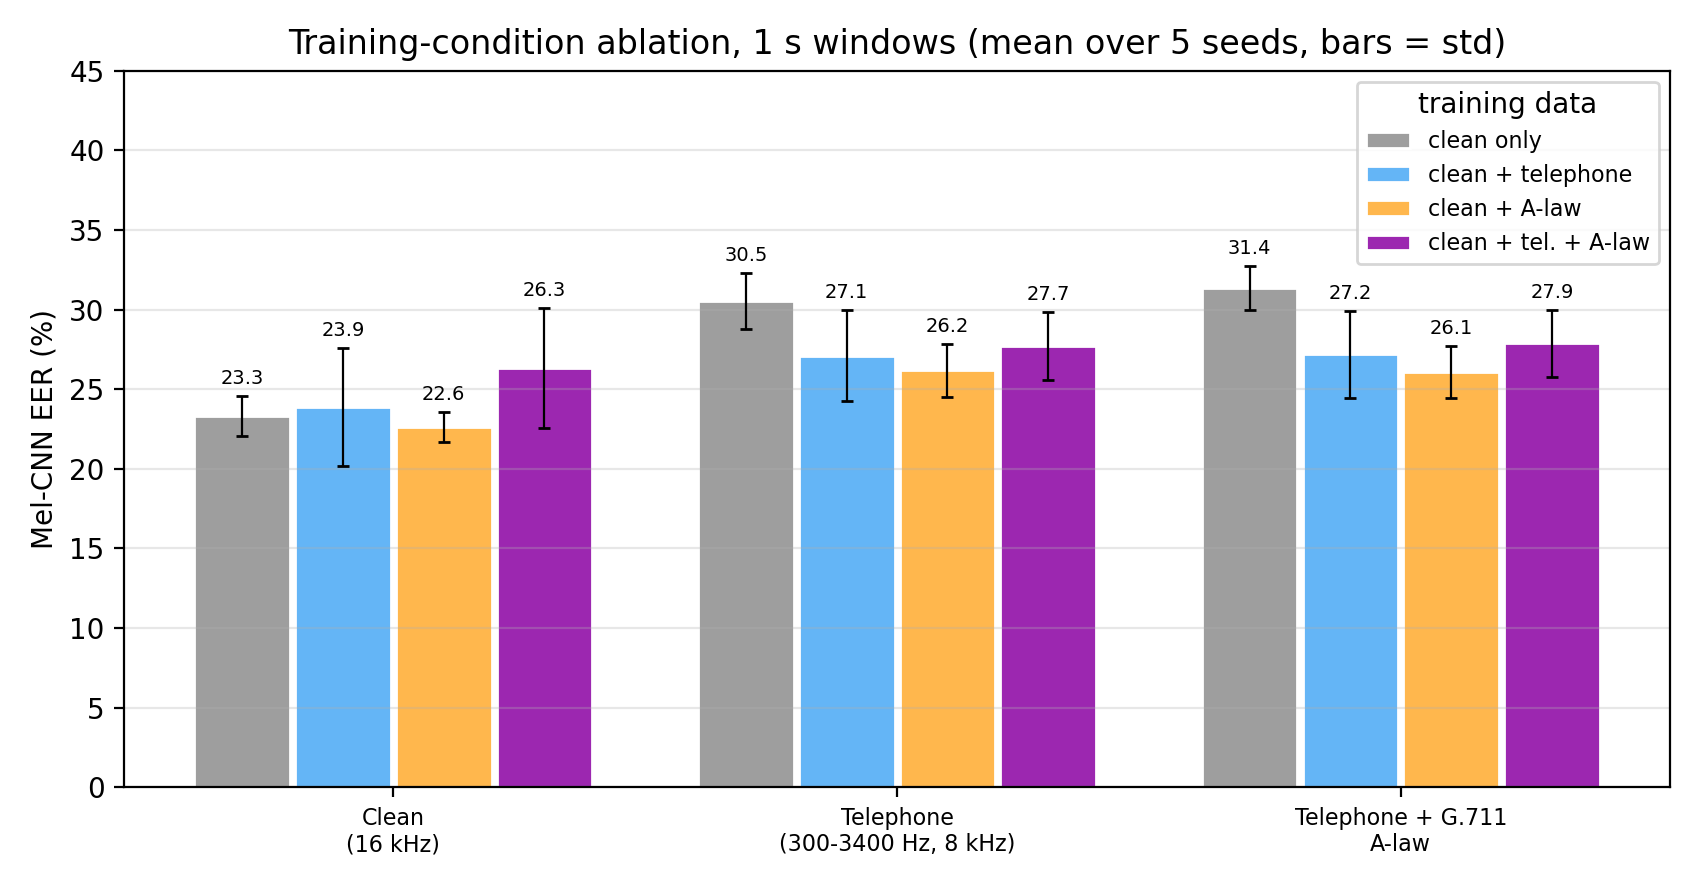 Training-condition ablation, 1 s windows (mean over 5 seeds, bars = std)
Mel-CNN EER (%)
45
40
35
30
25
20
15
10
5
0
training data
clean only
clean + telephone
clean + A-law
clean + tel. + A-law
23.3
23.9
22.6
26.3
30.5
27.1
26.2
27.7
31.4
27.2
26.1
27.9
Clean
(16 kHz)
Telephone
(300-3400 Hz, 8 kHz)
Telephone + G.711
A-law